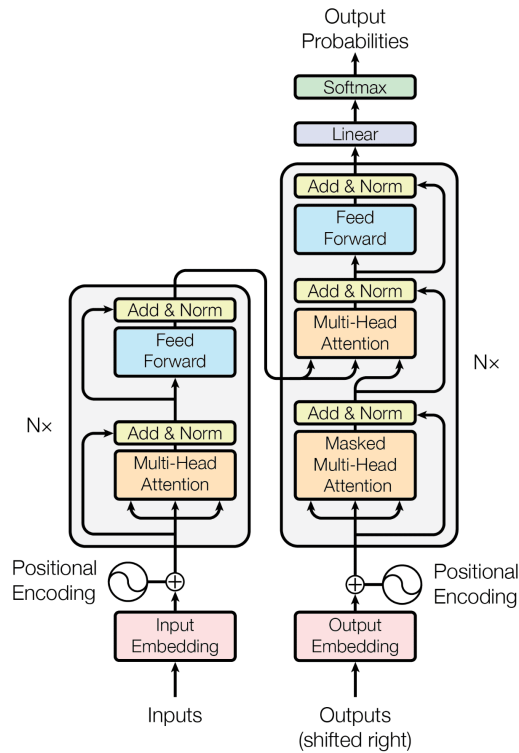 Output
Probabilities
Softmax
Linear
Add & Norm
Feed
Forward
Add & Norm
Multi-Head
Attention
Add & Norm
Masked
Multi-Head
Attention
N×
Add & Norm
Feed
Forward
Add & Norm
Multi-Head
Attention
N×
Positional
Encoding
Positional
Encoding
Input
Embedding
Output
Embedding
Inputs
Outputs
(shifted right)